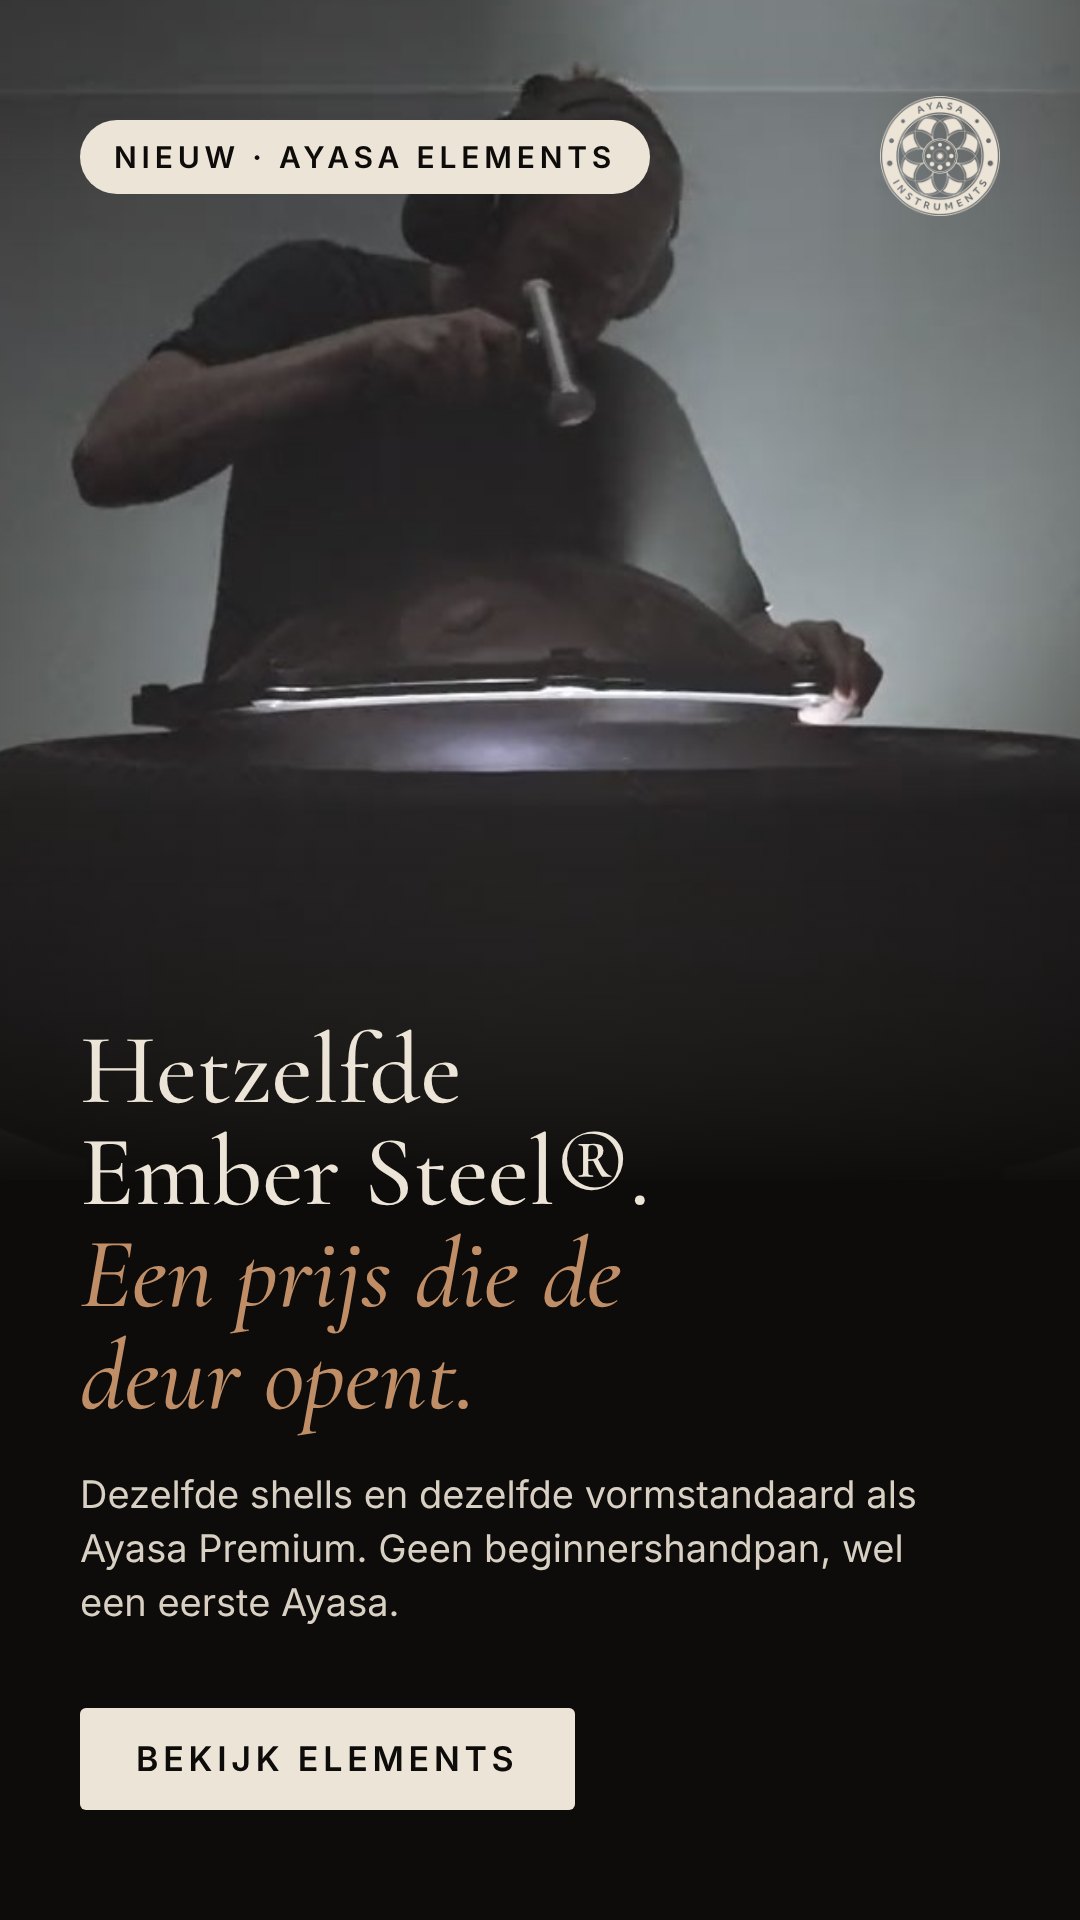 NIEUW · AYASA ELEMENTS
AYASA
INSTRUMENTS
Hetzelfde
Ember Steel®.
Een prijs die de
deur opent.
Dezelfde shells en dezelfde vormstandaard als
Ayasa Premium. Geen beginnershandpan, wel
een eerste Ayasa.
BEKIJK ELEMENTS